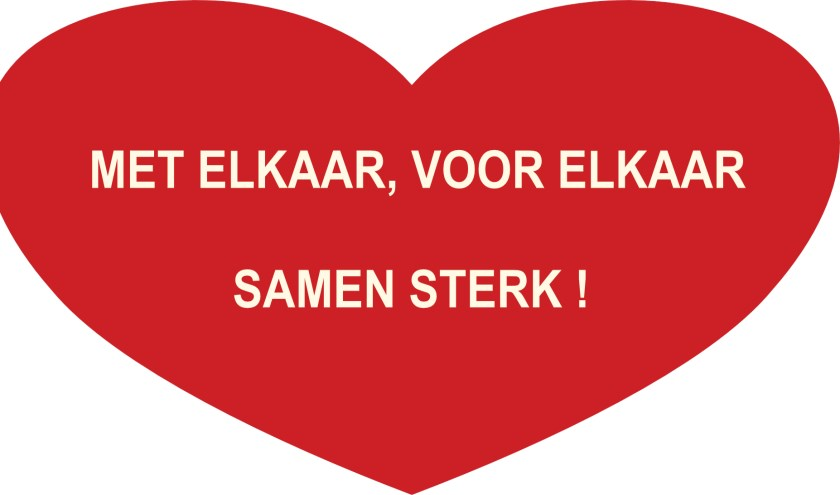 MET ELKAAR, VOOR ELKAAR
SAMEN STERK !